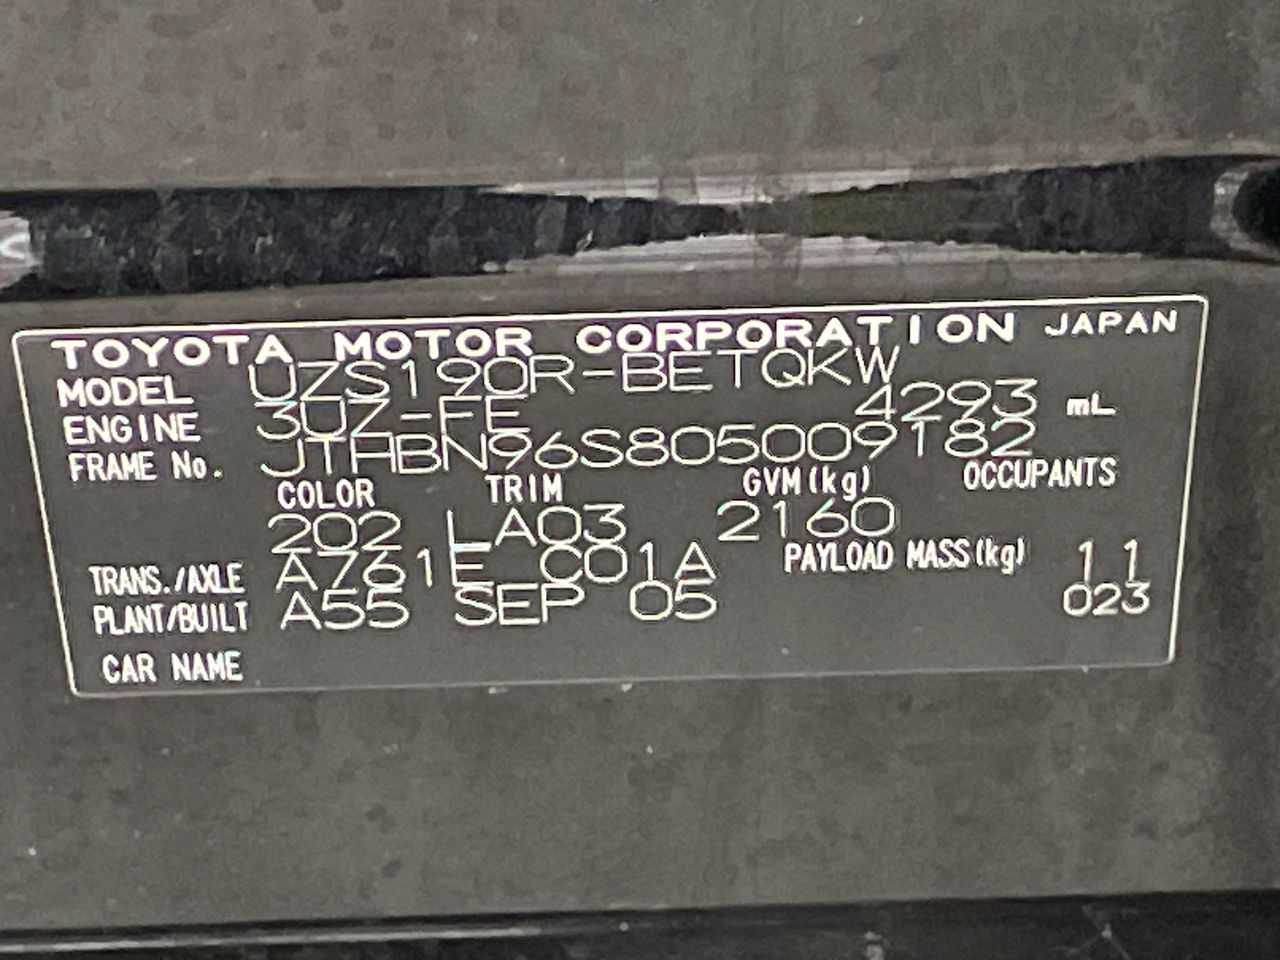 TOYOTA MOTOR CORPORATION JAPAN
MODEL UZS190R-BETQKW
ENGINE 3UZ-FE 4293 mL
FRAME No. JTHBN96S805009182
COLOR TRIM GVM(kg) OCCUPANTS
202 LA03 2160
TRANS./AXLE A761E C01A PAYLOAD MASS(kg) 11
PLANT/BUILT A55 SEP 05 023
CAR NAME